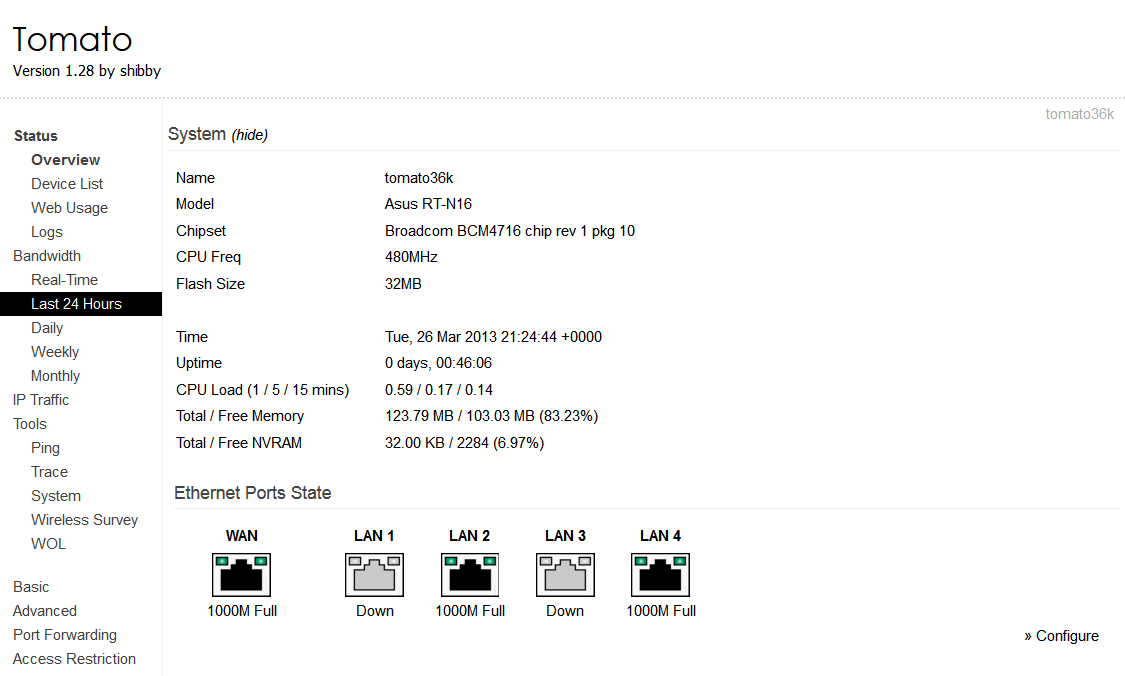 Tomato
Version 1.28 by shibby
tomato36k
Status
Overview
Device List
Web Usage
Logs
Bandwidth
Real-Time
Last 24 Hours
Daily
Weekly
Monthly
IP Traffic
Tools
Ping
Trace
System
Wireless Survey
WOL
Basic
Advanced
Port Forwarding
Access Restriction
System (hide)
Name tomato36k
Model Asus RT-N16
Chipset Broadcom BCM4716 chip rev 1 pkg 10
CPU Freq 480MHz
Flash Size 32MB
Time Tue, 26 Mar 2013 21:24:44 +0000
Uptime 0 days, 00:46:06
CPU Load (1 / 5 / 15 mins) 0.59 / 0.17 / 0.14
Total / Free Memory 123.79 MB / 103.03 MB (83.23%)
Total / Free NVRAM 32.00 KB / 2284 (6.97%)
Ethernet Ports State
WAN LAN 1 LAN 2 LAN 3 LAN 4
1000M Full Down 1000M Full Down 1000M Full
» Configure